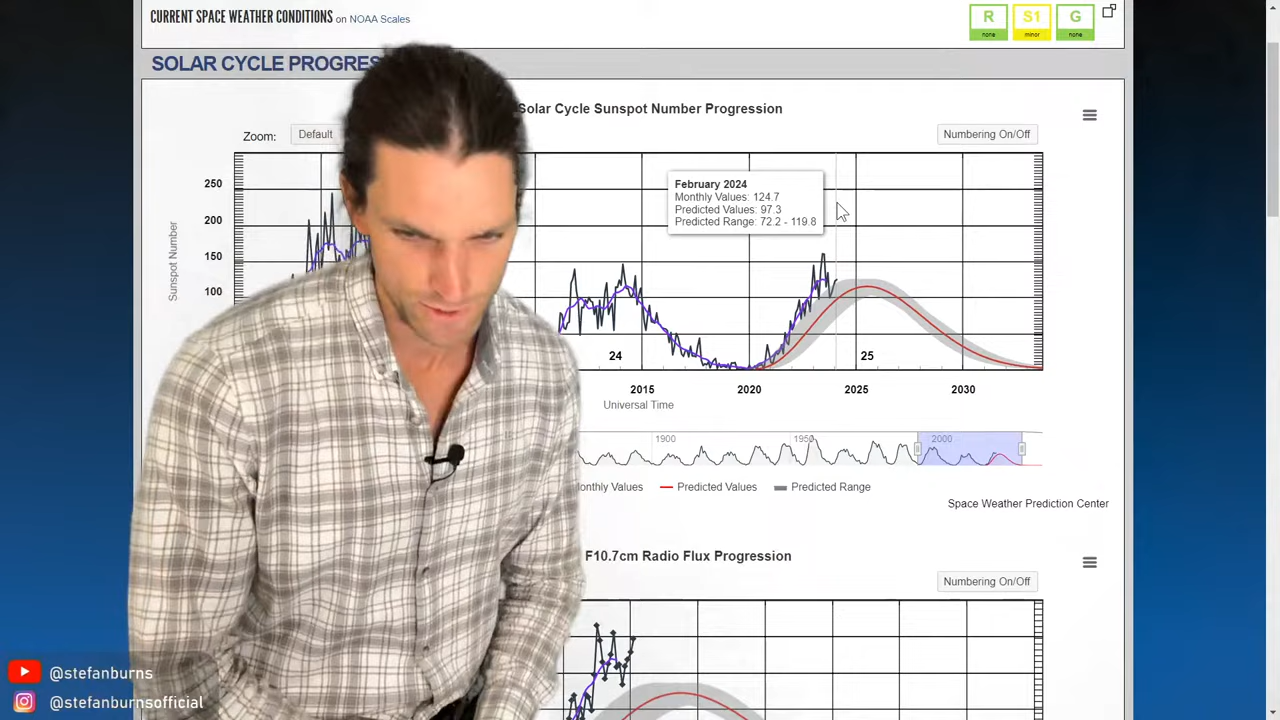 CURRENT SPACE WEATHER CONDITIONS on NOAA Scales
R
none
S1
minor
G
none
SOLAR CYCLE PROGRES
Solar Cycle Sunspot Number Progression
Zoom:
Default
Numbering On/Off
250
200
150
100
Sunspot Number
February 2024
Monthly Values: 124.7
Predicted Values: 97.3
Predicted Range: 72.2 - 119.8
24
25
2015
2020
2025
2030
Universal Time
1900
1950
2000
onthly Values
Predicted Values
Predicted Range
Space Weather Prediction Center
F10.7cm Radio Flux Progression
Numbering On/Off
@stefanburns
@stefanburnsofficial